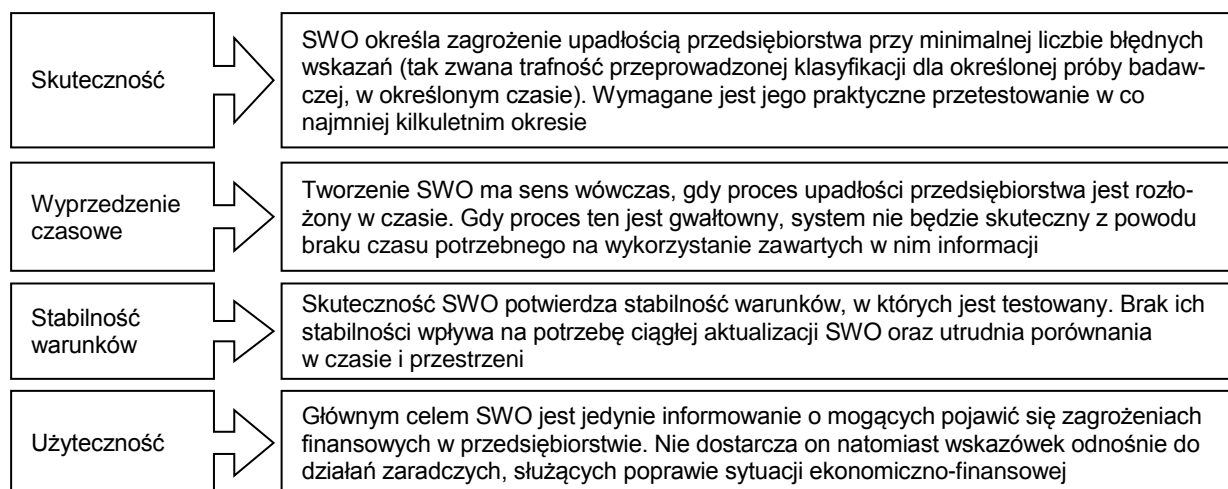 Skuteczność
SWO określa zagrożenie upadłością przedsiębiorstwa przy minimalnej liczbie błędnych
wskazań (tak zwana trafność przeprowadzonej klasyfikacji dla określonej próby badaw-
czej, w określonym czasie). Wymagane jest jego praktyczne przetestowanie w co
najmniej kilkuletnim okresie
Wyprzedzenie
czasowe
Tworzenie SWO ma sens wówczas, gdy proces upadłości przedsiębiorstwa jest rozło-
żony w czasie. Gdy proces ten jest gwałtowny, system nie będzie skuteczny z powodu
braku czasu potrzebnego na wykorzystanie zawartych w nim informacji
Stabilność
warunków
Skuteczność SWO potwierdza stabilność warunków, w których jest testowany. Brak ich
stabilności wpływa na potrzebę ciągłej aktualizacji SWO oraz utrudnia porównania
w czasie i przestrzeni
Użyteczność
Głównym celem SWO jest jedynie informowanie o mogących pojawić się zagrożeniach
finansowych w przedsiębiorstwie. Nie dostarcza on natomiast wskazówek odnośnie do
działań zaradczych, służących poprawie sytuacji ekonomiczno-finansowej